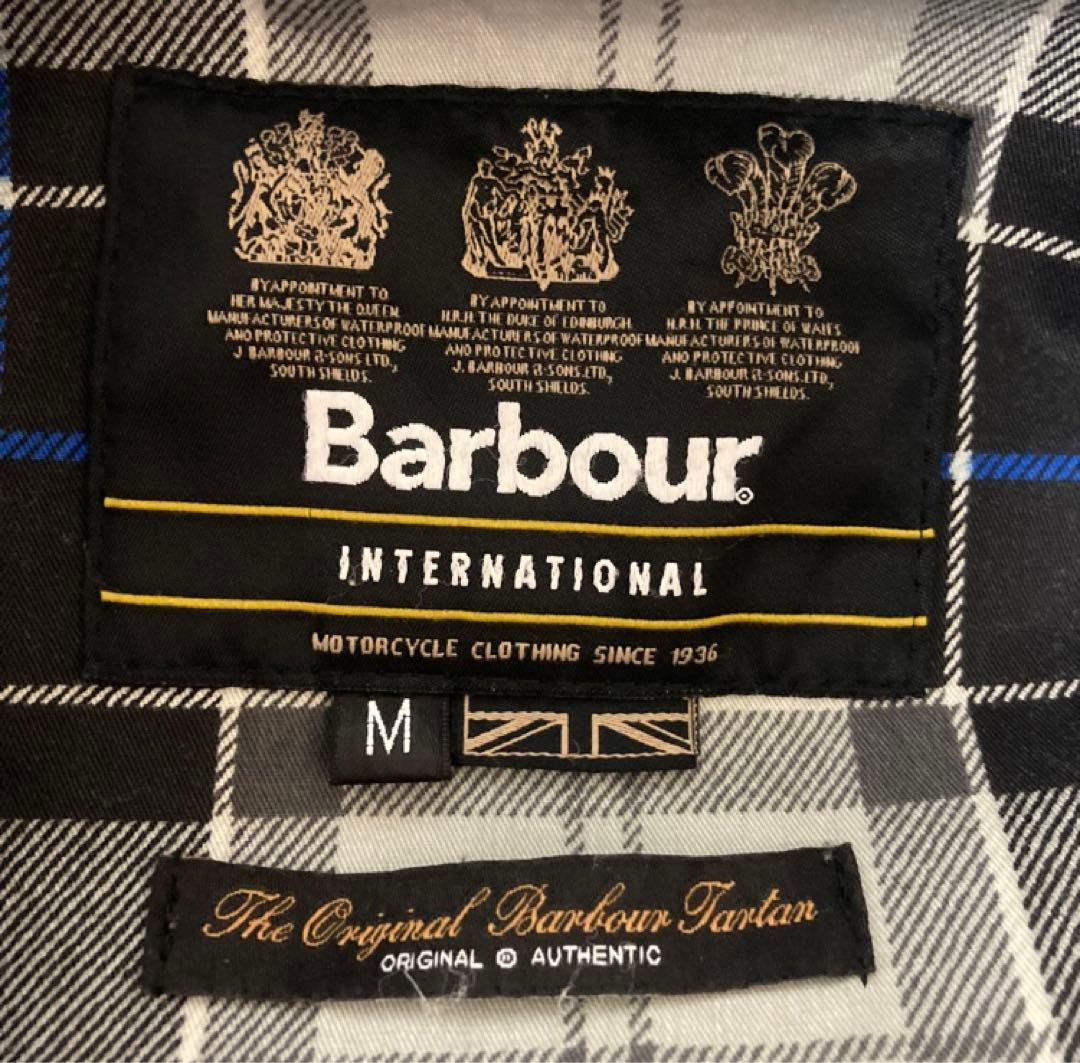 BY APPOINTMENT TO
HER MAJESTY THE QUEEN
MANUFACTURERS OF WATERPROOF
AND PROTECTIVE CLOTHING
J. BARBOUR & SONS LTD,
SOUTH SHIELDS.
BY APPOINTMENT TO
H.R.H. THE DUKE OF EDINBURGH
MANUFACTURERS OF WATERPROOF
AND PROTECTIVE CLOTHING
J. BARBOUR & SONS LTD,
SOUTH SHIELDS.
BY APPOINTMENT TO
H.R.H. THE PRINCE OF WALES
MANUFACTURERS OF WATERPROOF
AND PROTECTIVE CLOTHING
J. BARBOUR & SONS LTD,
SOUTH SHIELDS.
Barbour
INTERNATIONAL
MOTORCYCLE CLOTHING SINCE 1936
M
The Original Barbour Tartan
ORIGINAL ® AUTHENTIC